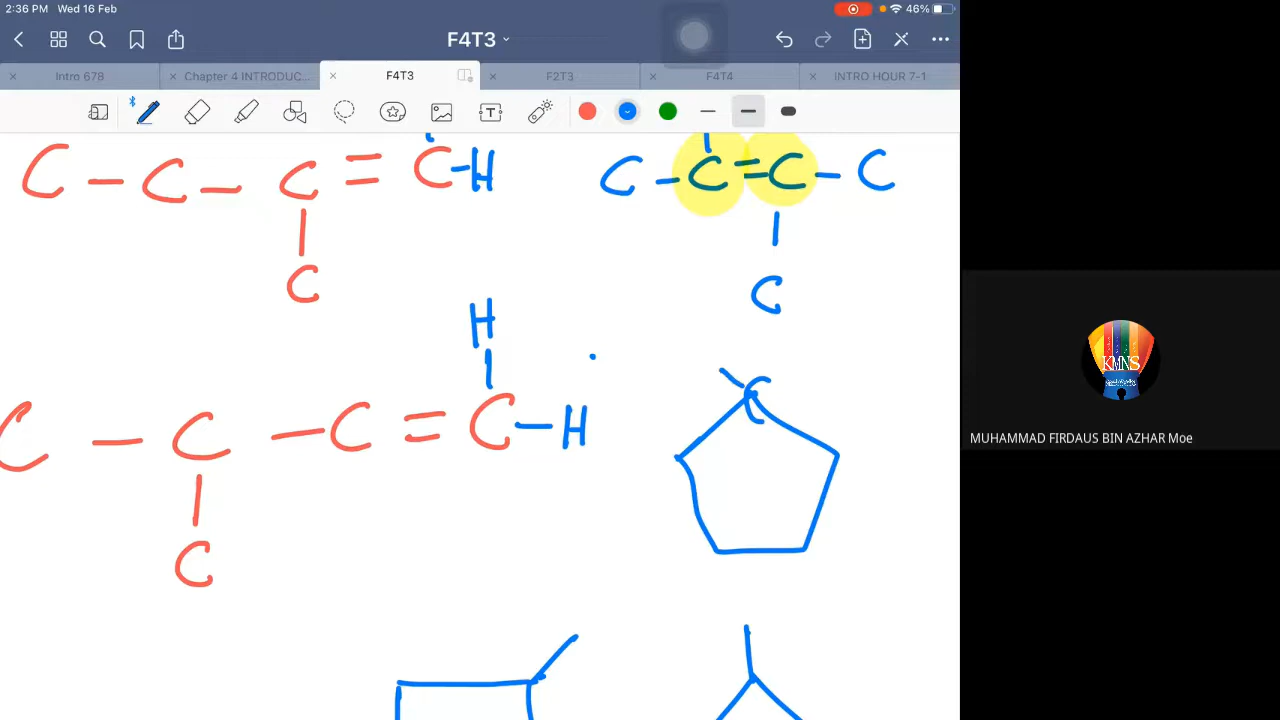 2:36 PM Wed 16 Feb
46%
F4T3
Intro 678
Chapter 4 INTRODUC...
F4T3
F2T3
F4T4
INTRO HOUR 7-1
T
C - C - C = C - H
C
C - C = C - C
C
H
C - C - C = C - H
C
C
KMNS
MUHAMMAD FIRDAUS BIN AZHAR Moe